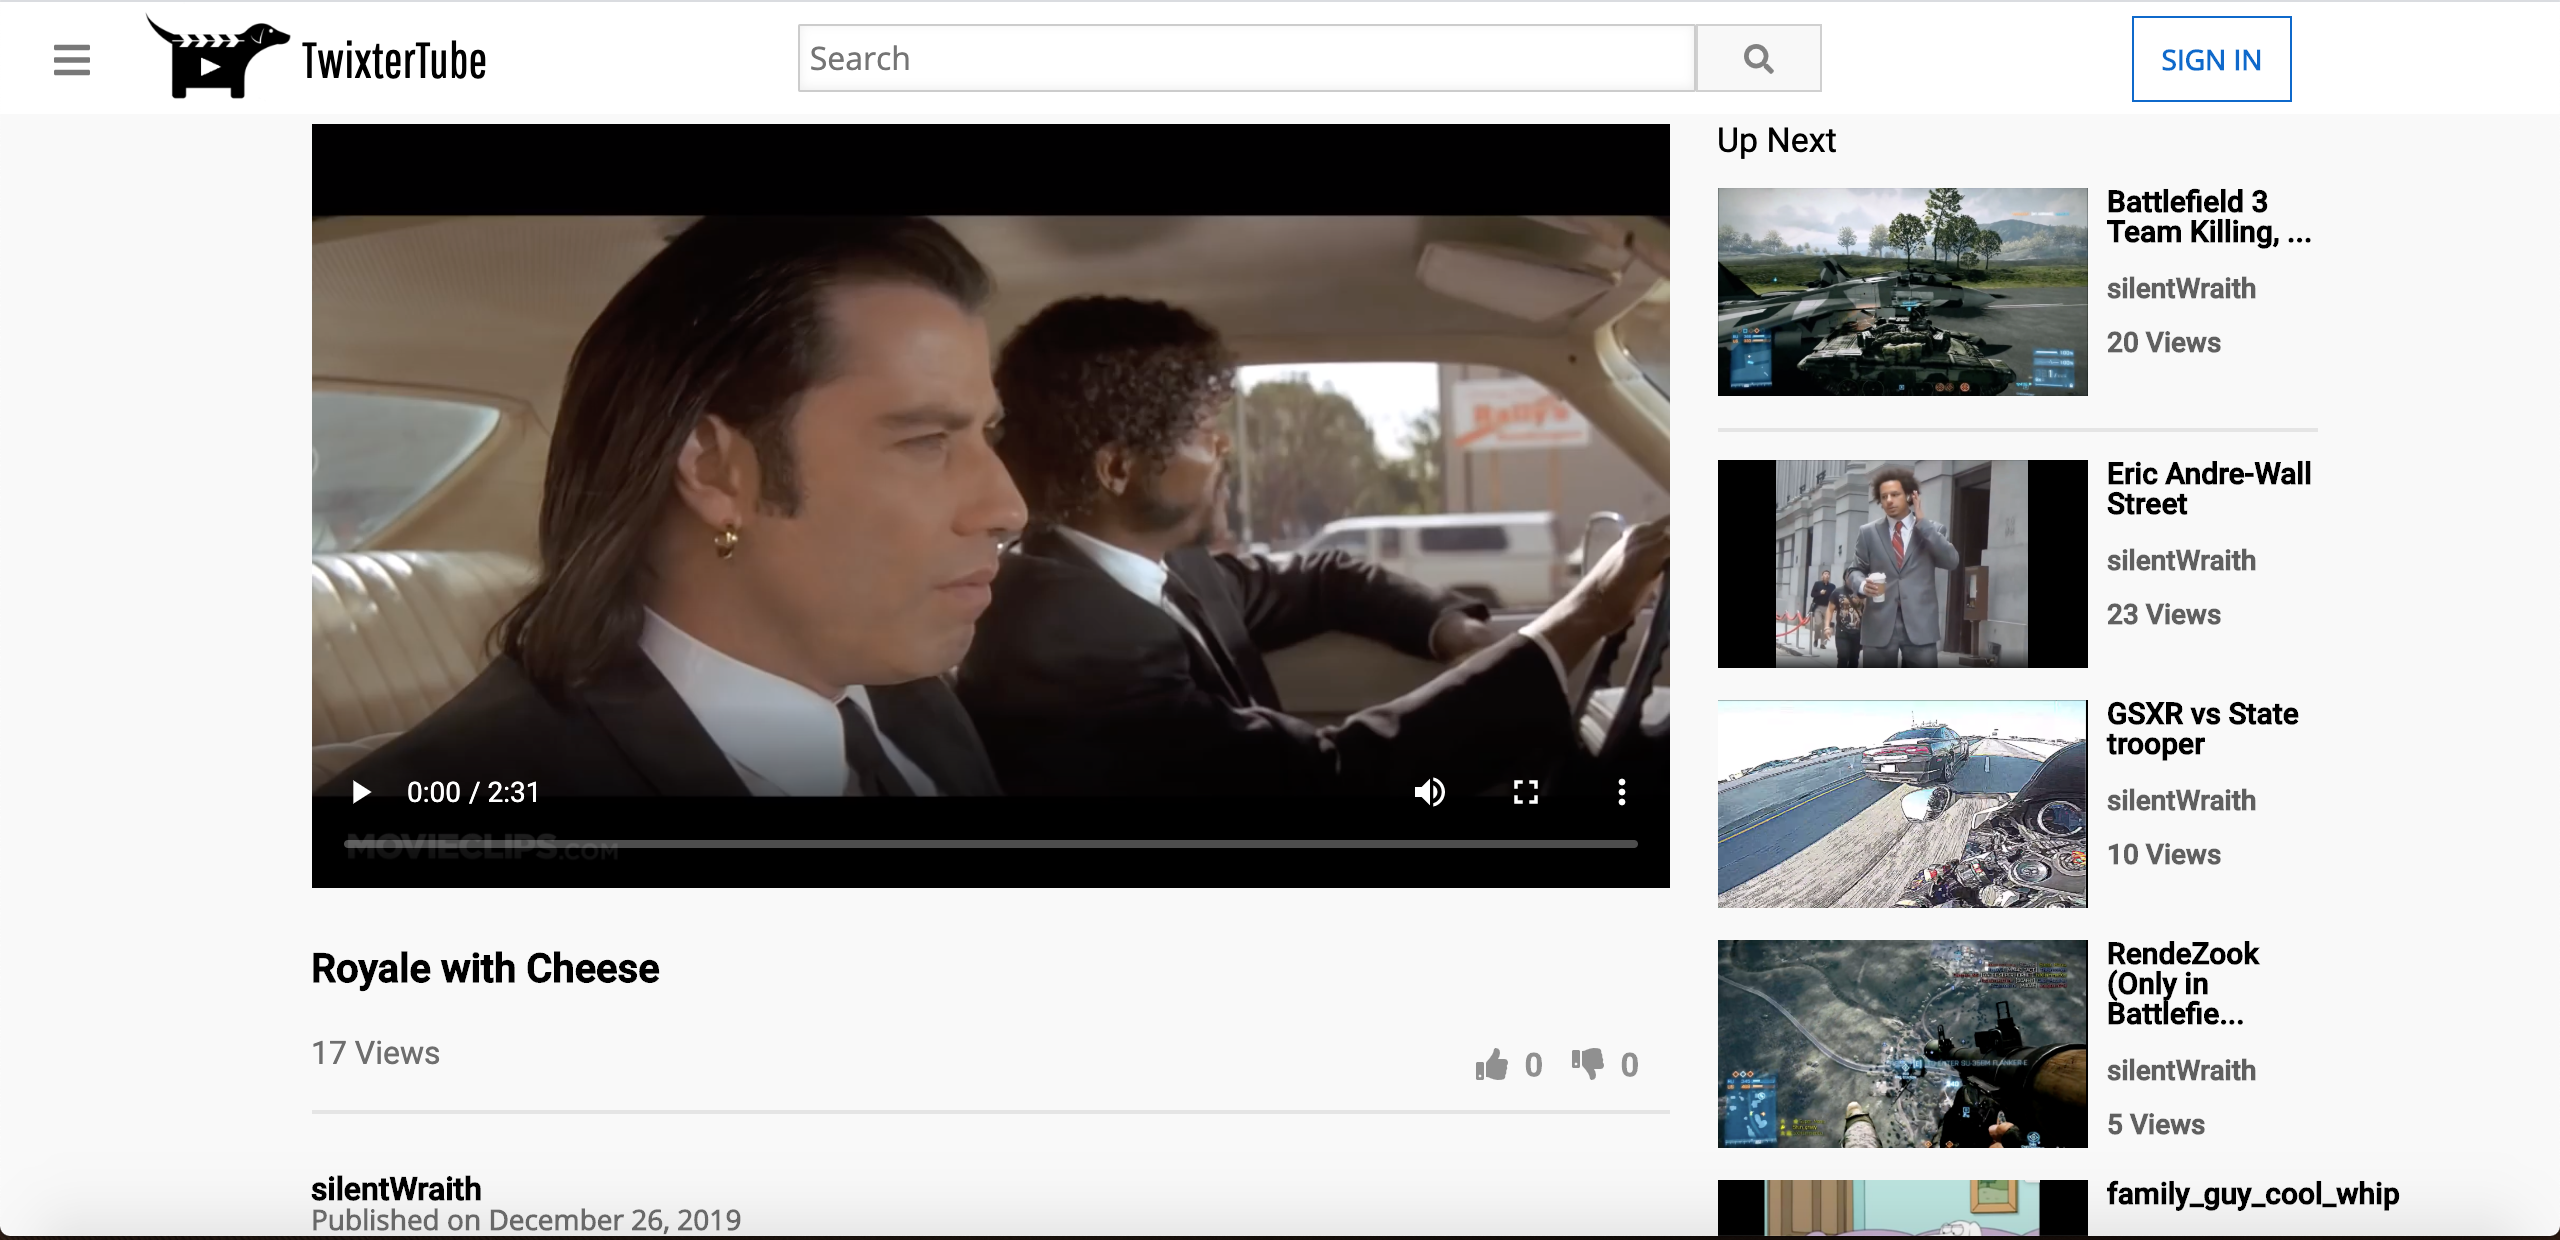 TwixterTube
Search
SIGN IN
Up Next
Battlefield 3
Team Killing, ...
silentWraith
20 Views
Eric Andre-Wall
Street
silentWraith
23 Views
GSXR vs State
trooper
silentWraith
10 Views
RendeZook
(Only in
Battlefie...
silentWraith
5 Views
family_guy_cool_whip
Rally's
0:00 / 2:31
MOVIECLIPS.COM
Royale with Cheese
17 Views
0 0
silentWraith
Published on December 26, 2019